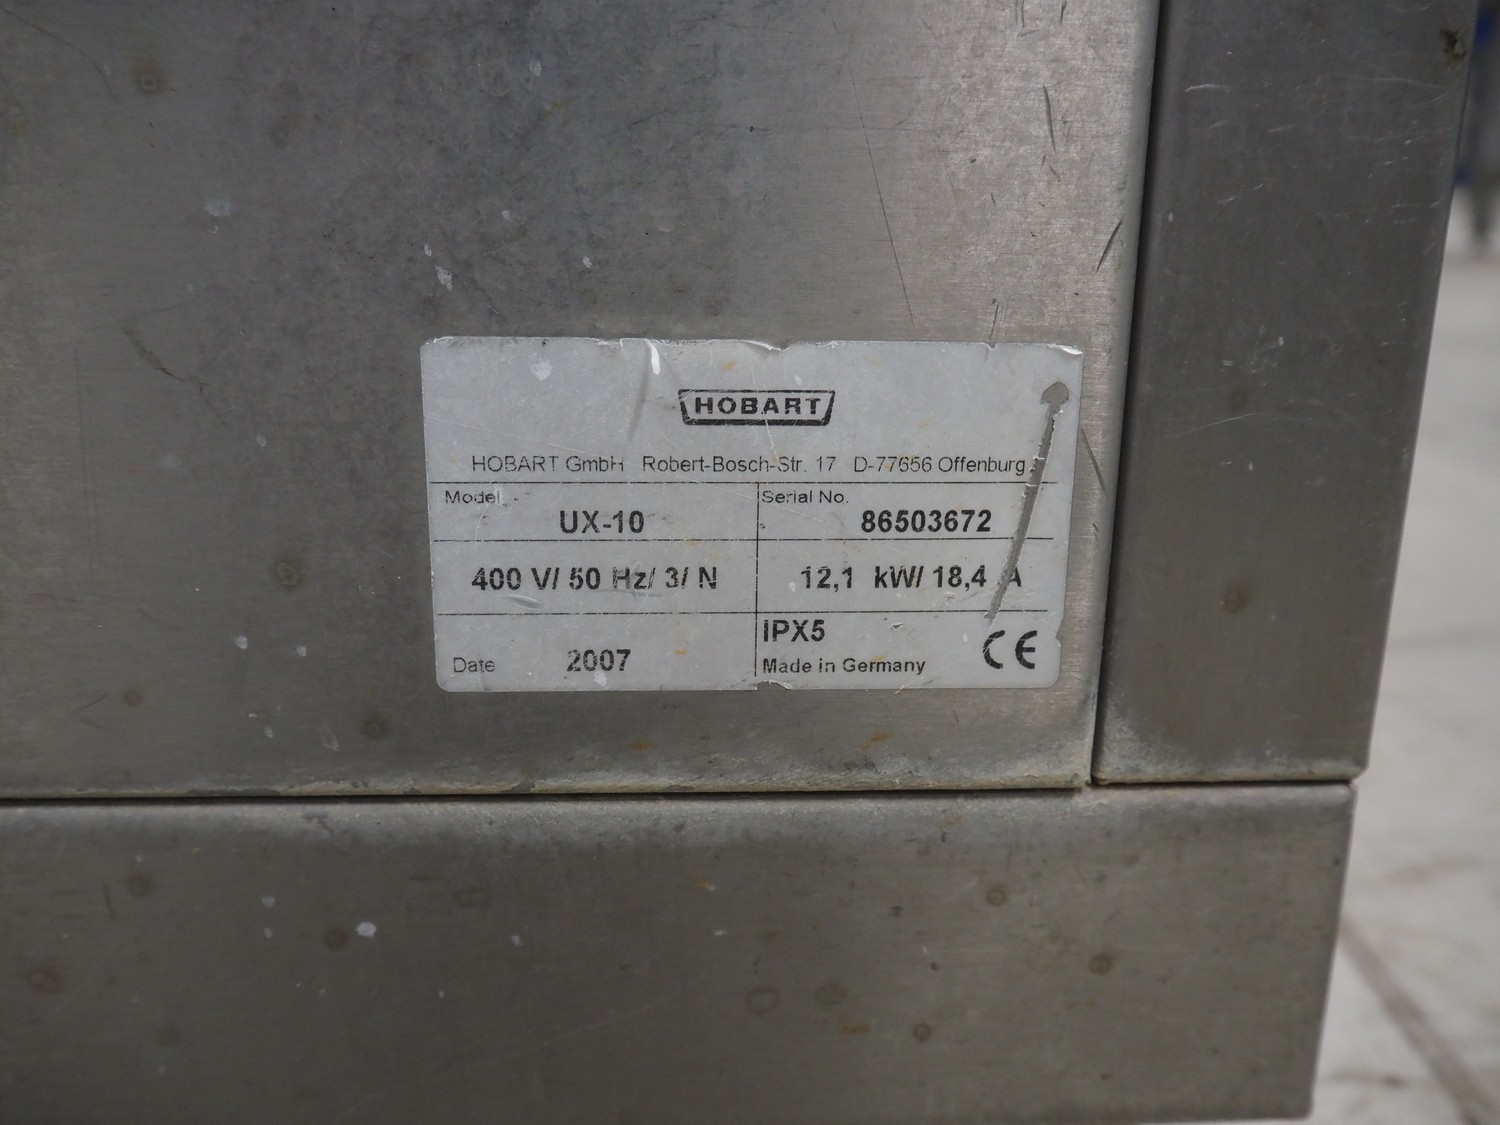 HOBART
HOBART GmbH Robert-Bosch-Str. 17 D-77656 Offenburg
Model Serial No.
UX-10 86503672
400 V/ 50 Hz/ 3/ N 12,1 kW/ 18,4 A
IPX5
Date 2007 Made in Germany CE